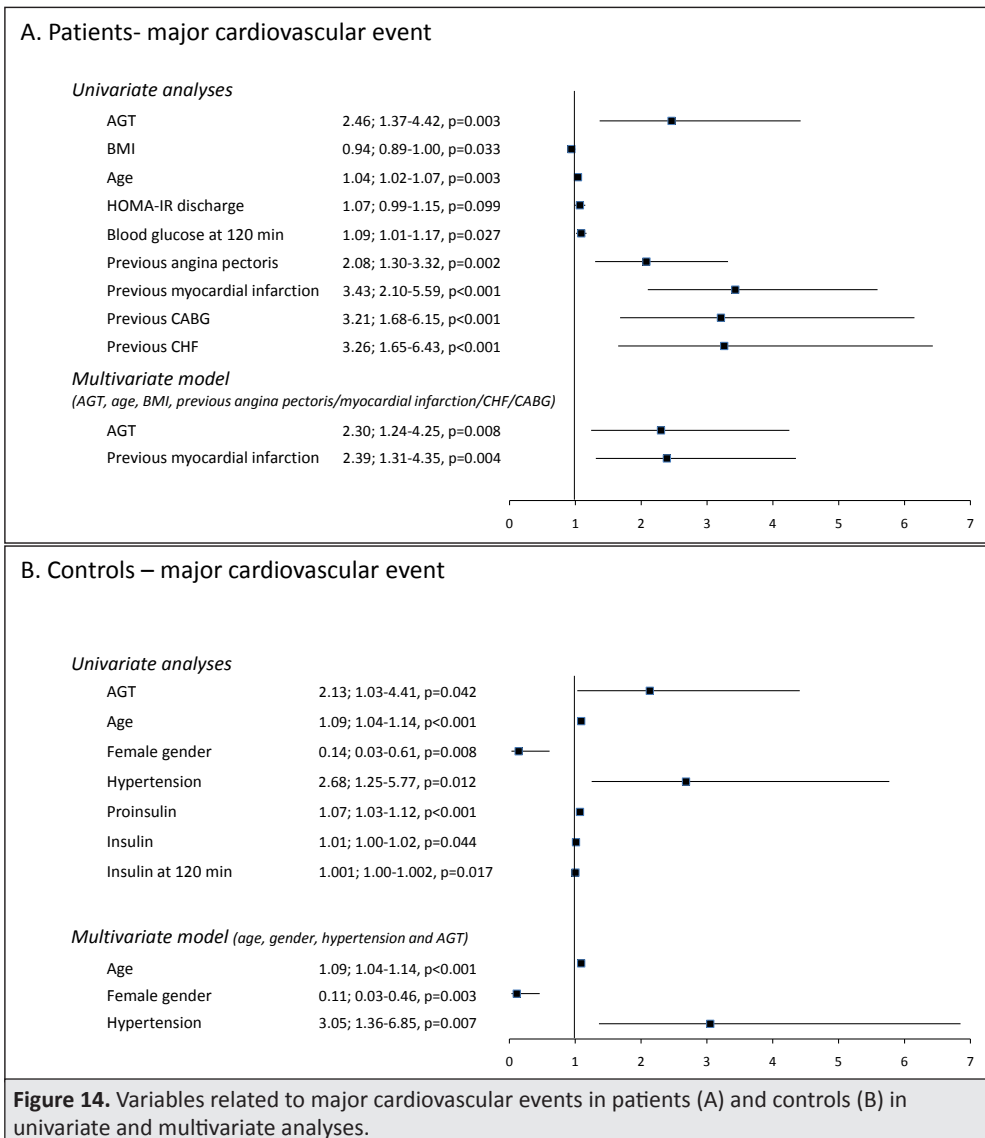 A. Patients- major cardiovascular event
Univariate analyses
AGT 2.46; 1.37-4.42, p=0.003
BMI 0.94; 0.89-1.00, p=0.033
Age 1.04; 1.02-1.07, p=0.003
HOMA-IR discharge 1.07; 0.99-1.15, p=0.099
Blood glucose at 120 min 1.09; 1.01-1.17, p=0.027
Previous angina pectoris 2.08; 1.30-3.32, p=0.002
Previous myocardial infarction 3.43; 2.10-5.59, p<0.001
Previous CABG 3.21; 1.68-6.15, p<0.001
Previous CHF 3.26; 1.65-6.43, p<0.001
Multivariate model
(AGT, age, BMI, previous angina pectoris/myocardial infarction/CHF/CABG)
AGT 2.30; 1.24-4.25, p=0.008
Previous myocardial infarction 2.39; 1.31-4.35, p=0.004
0 1 2 3 4 5 6 7
B. Controls – major cardiovascular event
Univariate analyses
AGT 2.13; 1.03-4.41, p=0.042
Age 1.09; 1.04-1.14, p<0.001
Female gender 0.14; 0.03-0.61, p=0.008
Hypertension 2.68; 1.25-5.77, p=0.012
Proinsulin 1.07; 1.03-1.12, p<0.001
Insulin 1.01; 1.00-1.02, p=0.044
Insulin at 120 min 1.001; 1.00-1.002, p=0.017
Multivariate model (age, gender, hypertension and AGT)
Age 1.09; 1.04-1.14, p<0.001
Female gender 0.11; 0.03-0.46, p=0.003
Hypertension 3.05; 1.36-6.85, p=0.007
0 1 2 3 4 5 6 7
Figure 14. Variables related to major cardiovascular events in patients (A) and controls (B) in
univariate and multivariate analyses.